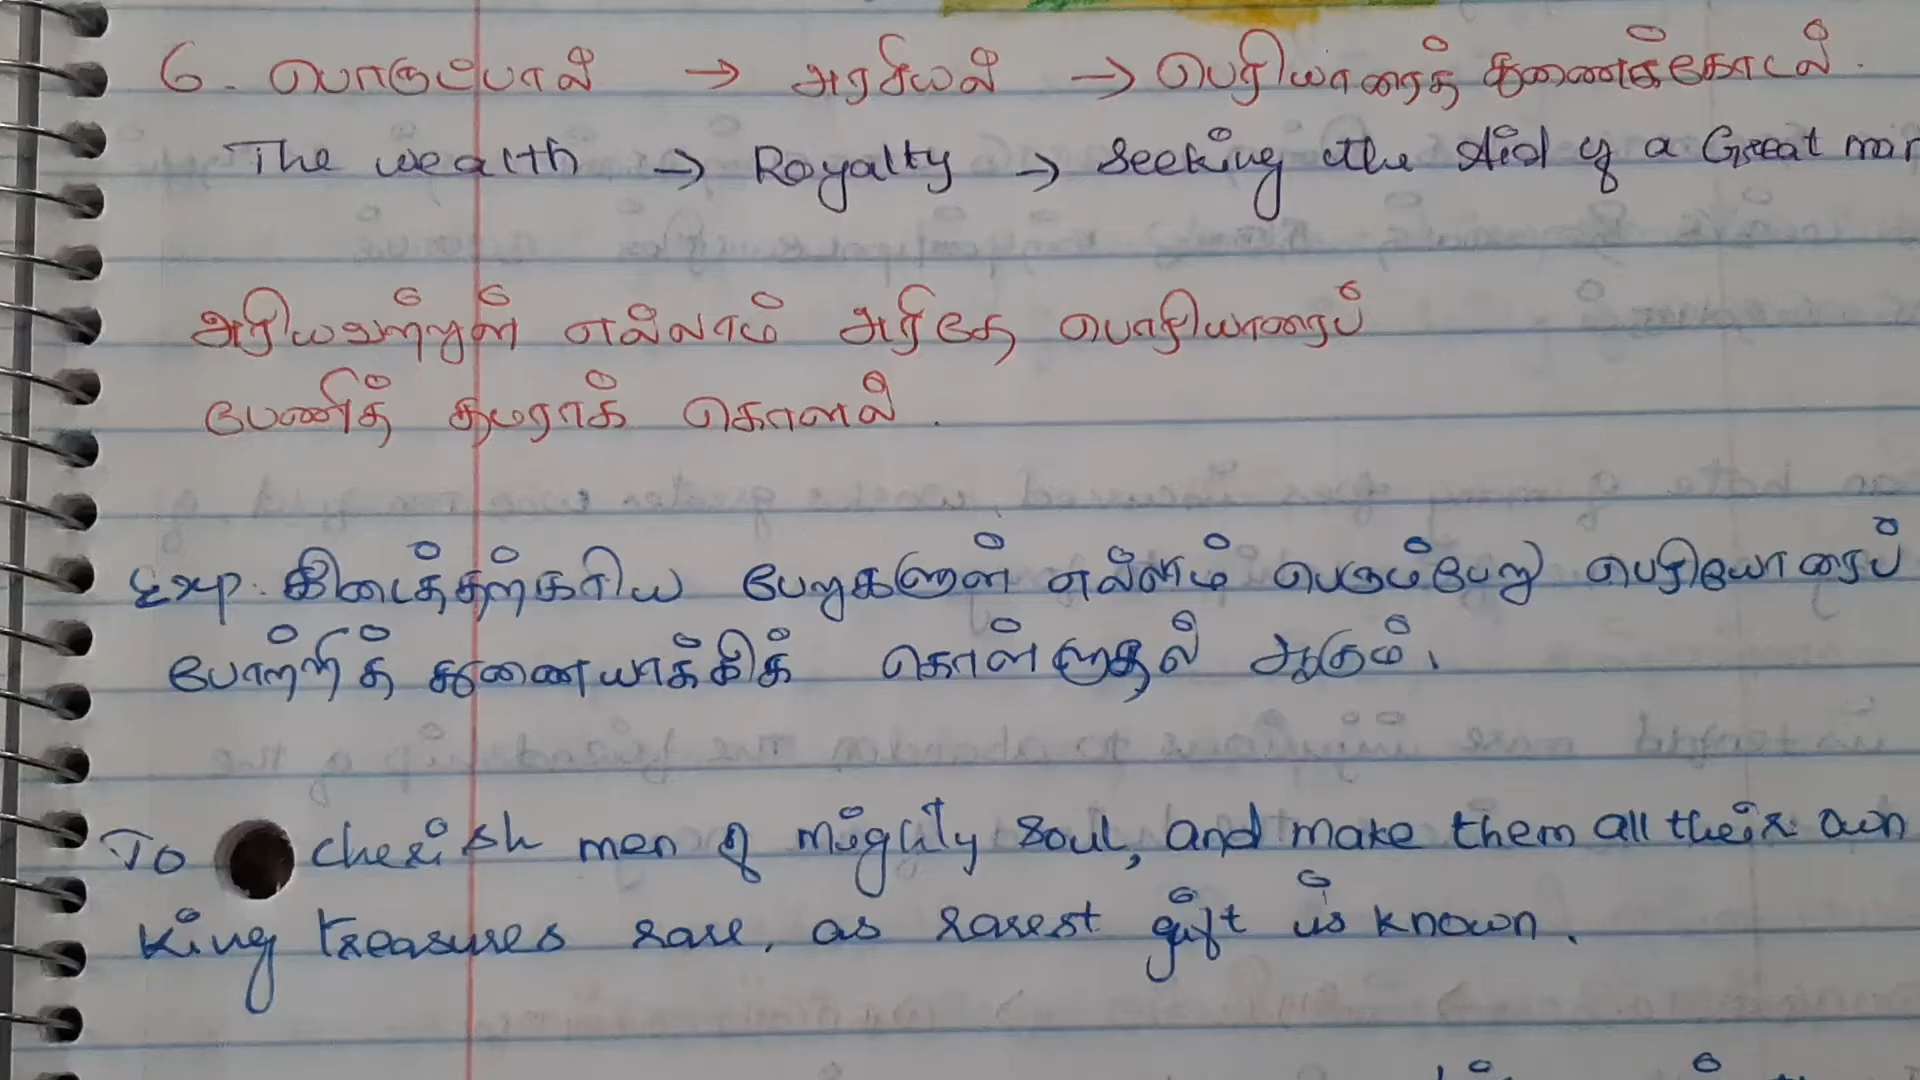 6. பொருட்பால் → அரசியல் → பெரியாரைத் துணைக்கோடல்.
The wealth → Royalty → Seeking the Aid of a Great man
அரியவற்றுள் எல்லாம் அரிதே பொரியாரைப்
பேணித் தமராக் கொளல்.
Exp. கிடைத்தற்கரிய பேறுகளுள் எல்லாம் பெரும்பேறு பெரியோரைப்
போற்றித் துணையாக்கிக் கொள்ளுதல் ஆகும்.
To cherish men of mighty soul, and make them all their own
King treasures rare, as rarest gift is known.